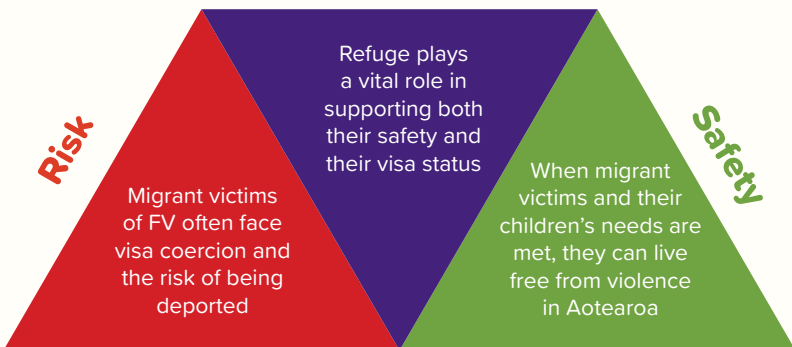 Risk
Migrant victims
of FV often face
visa coercion and
the risk of being
deported
Refuge plays
a vital role in
supporting both
their safety and
their visa status
Safety
When migrant
victims and their
children’s needs are
met, they can live
free from violence
in Aotearoa